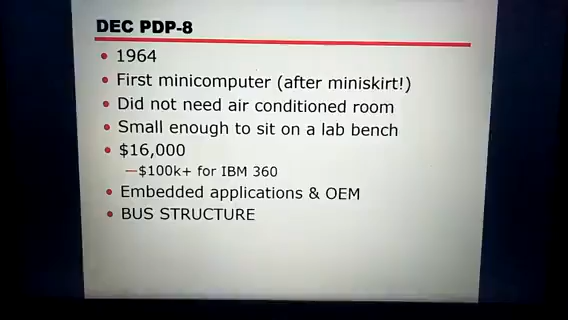 DEC PDP-8
• 1964
• First minicomputer (after miniskirt!)
• Did not need air conditioned room
• Small enough to sit on a lab bench
• $16,000
—$100k+ for IBM 360
• Embedded applications & OEM
• BUS STRUCTURE